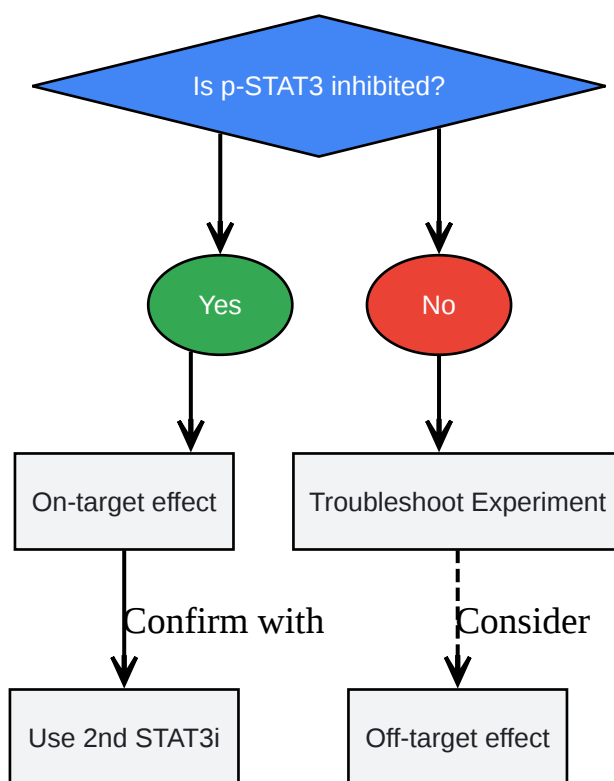 Is p-STAT3 inhibited?
Yes
No
On-target effect
Troubleshoot Experiment
Confirm with
Consider
Use 2nd STAT3i
Off-target effect